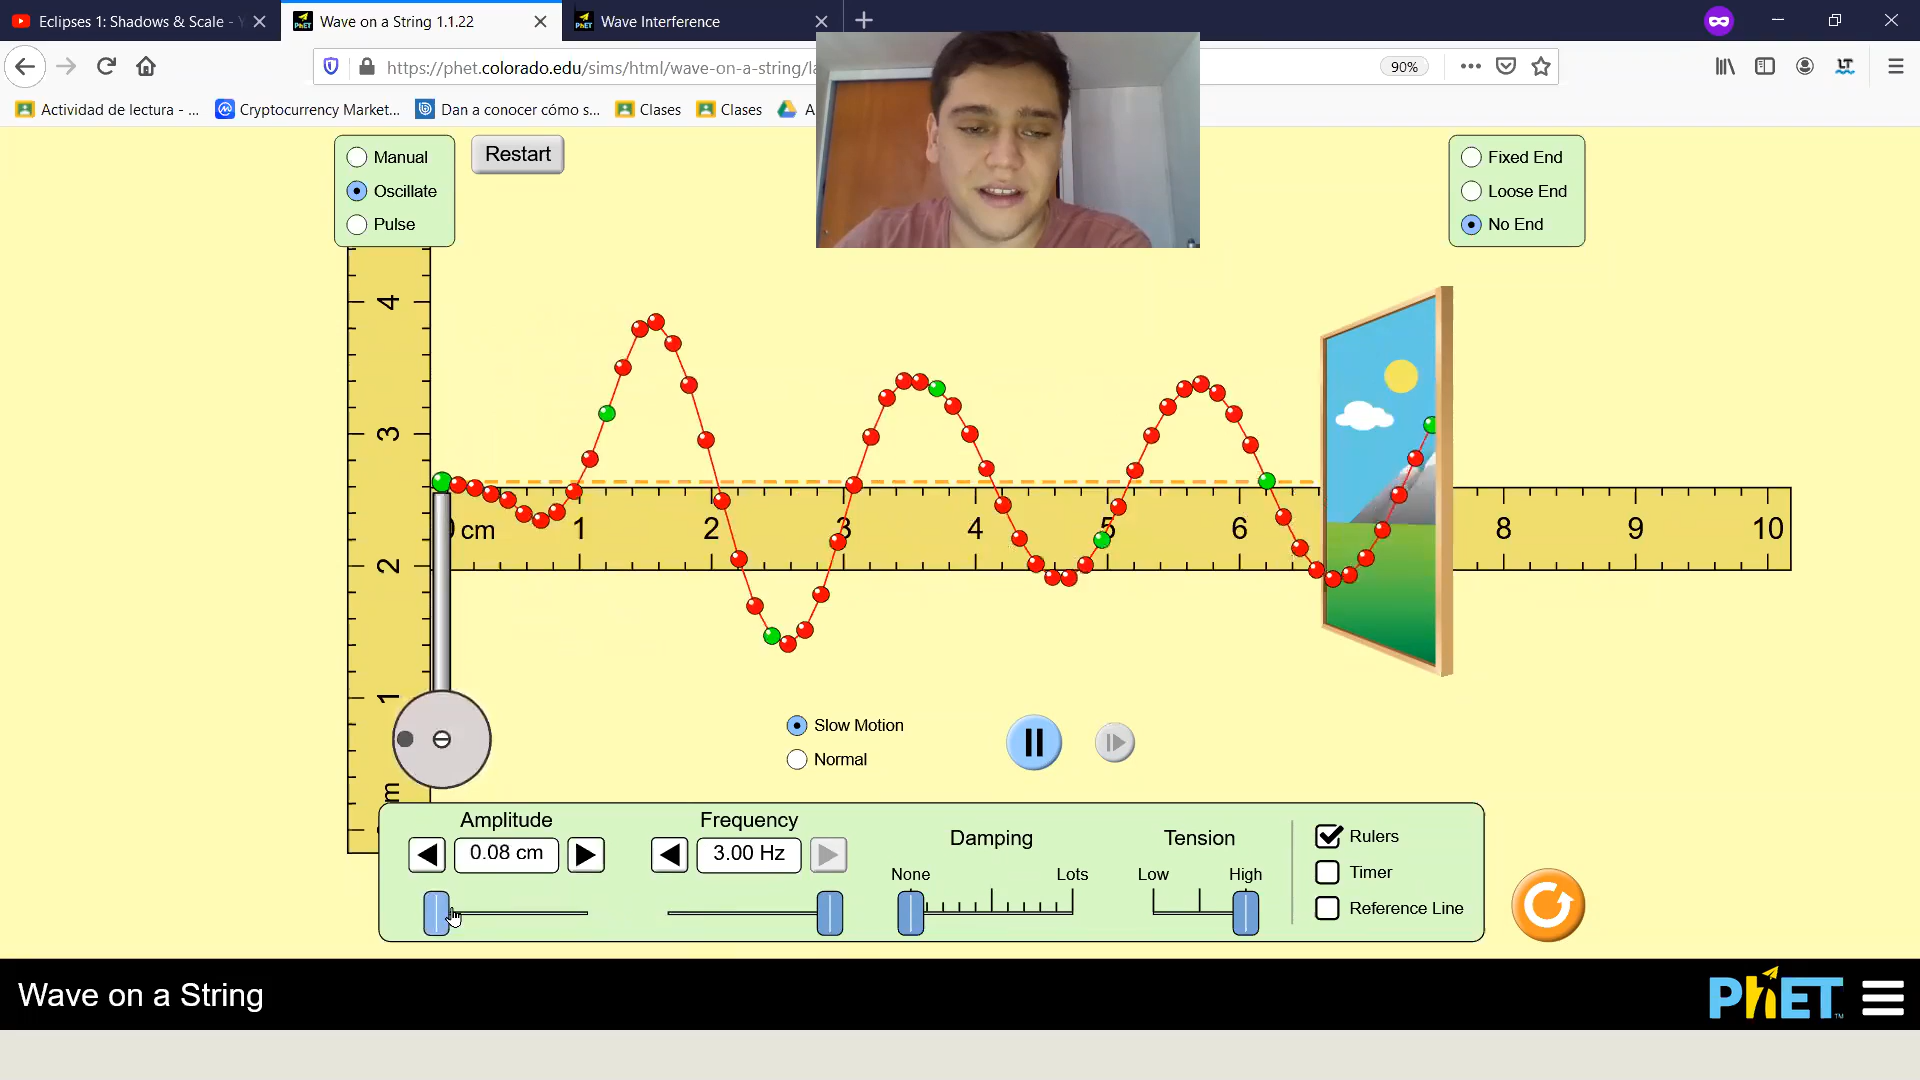 Eclipses 1: Shadows & Scale -
Wave on a String 1.1.22
Wave Interference
https://phet.colorado.edu/sims/html/wave-on-a-string/la
90%
Actividad de lectura - ...
Cryptocurrency Market...
Dan a conocer cómo s...
Clases
Clases
Manual
Oscillate
Pulse
Restart
Fixed End
Loose End
No End
4
3
2
1
0 cm 1 2 3 4 5 6 8 9 10
Slow Motion
Normal
Amplitude
0.08 cm
Frequency
3.00 Hz
Damping
None Lots
Tension
Low High
Rulers
Timer
Reference Line
Wave on a String
PhET